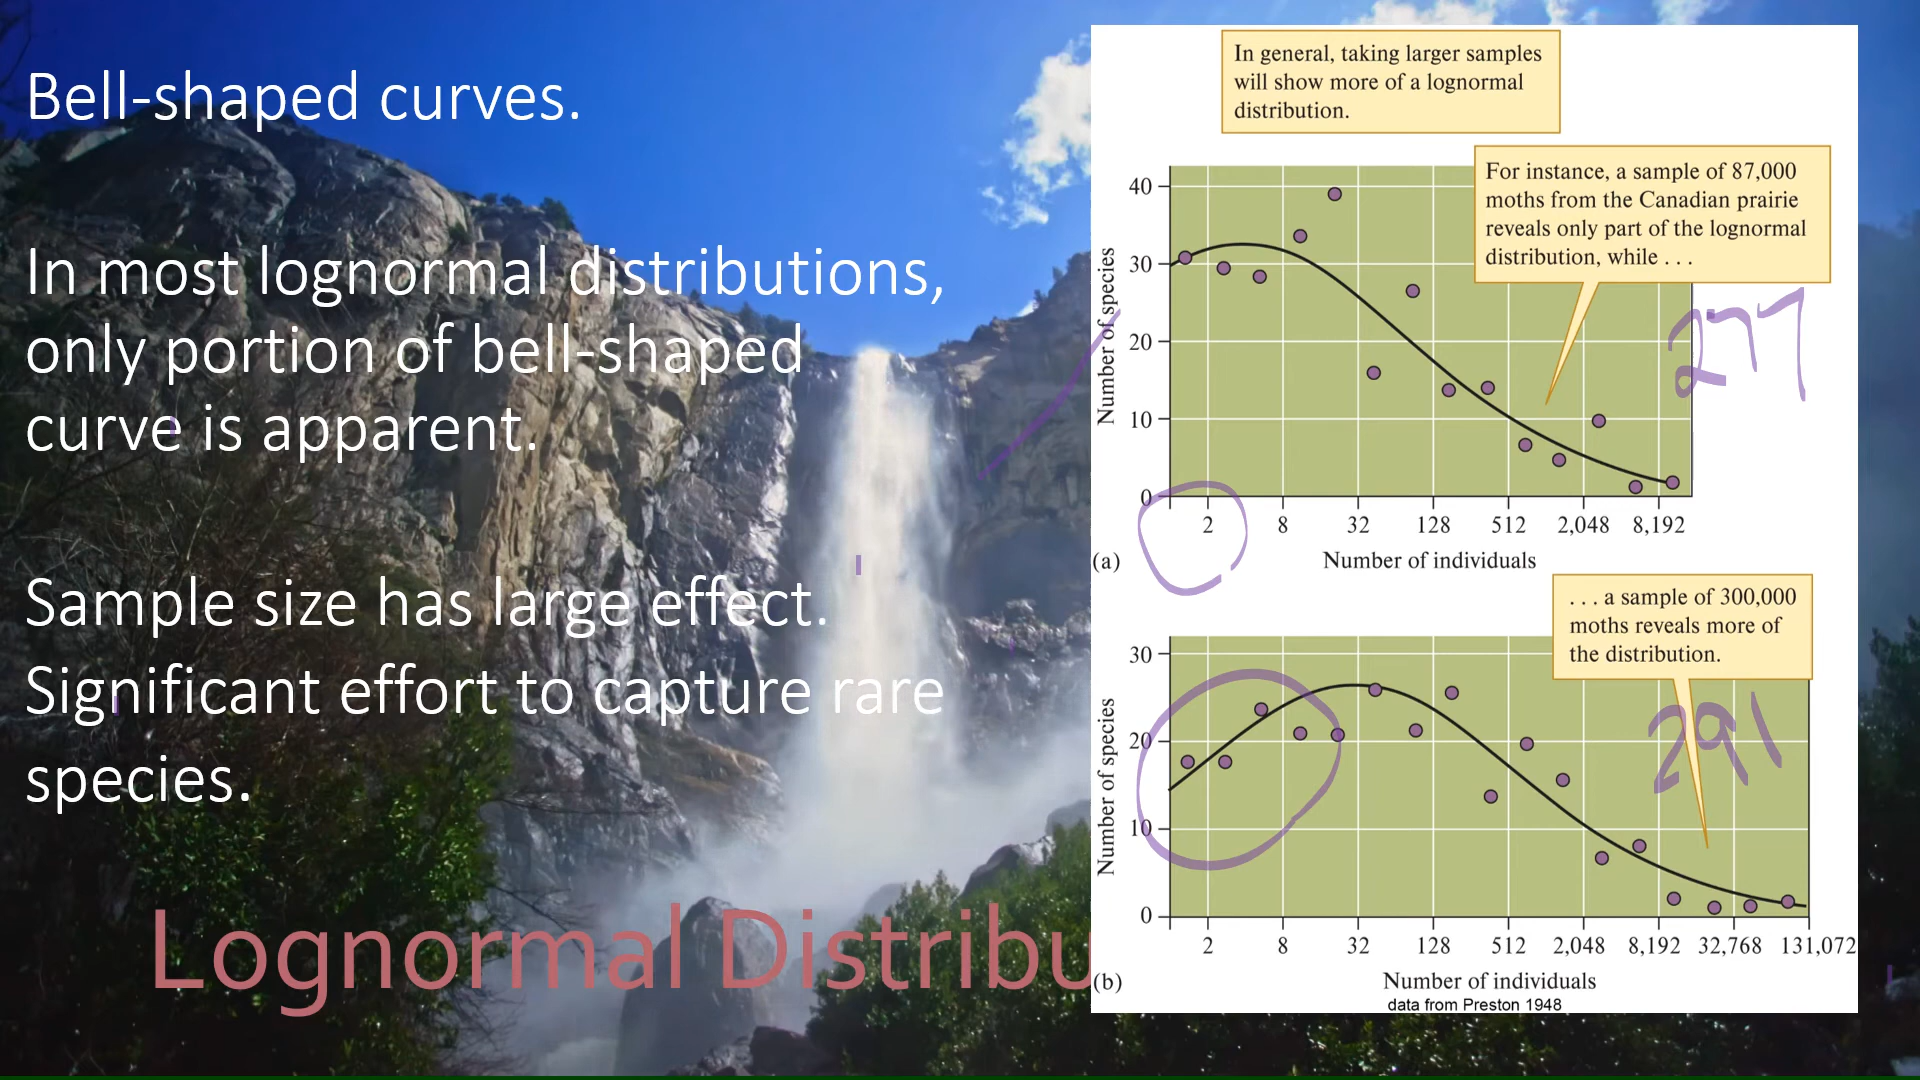 Bell-shaped curves.
In most lognormal distributions,
only portion of bell-shaped
curve is apparent.
Sample size has large effect.
Significant effort to capture rare
species.
Lognormal Distribu
In general, taking larger samples
will show more of a lognormal
distribution.
For instance, a sample of 87,000
moths from the Canadian prairie
reveals only part of the lognormal
distribution, while . . .
Number of species
40
30
20
10
0
2 8 32 128 512 2,048 8,192
(a)
Number of individuals
277
. . . a sample of 300,000
moths reveals more of
the distribution.
291
Number of species
30
20
10
0
2 8 32 128 512 2,048 8,192 32,768 131,072
(b)
Number of individuals
data from Preston 1948